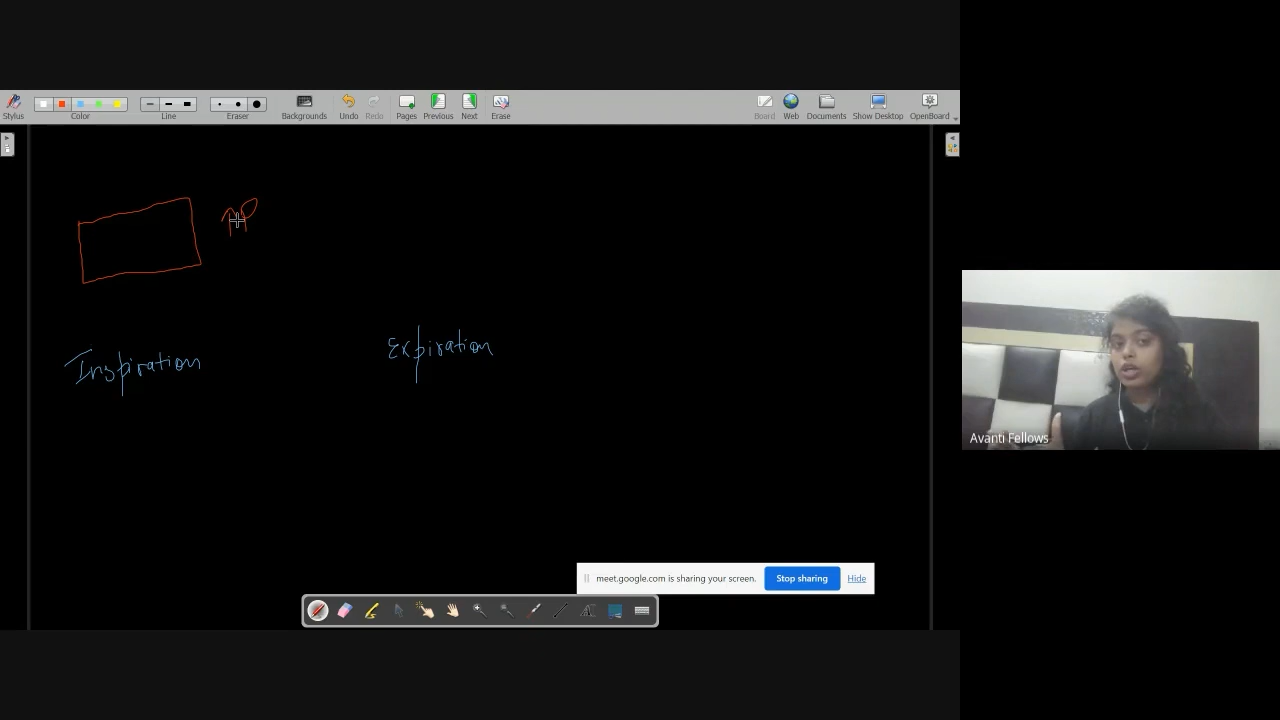 Stylus
Color
Line
Eraser
Backgrounds
Undo
Redo
Pages
Previous
Next
Erase
Board
Web
Documents
Show Desktop
OpenBoard
↑P
Inspiration
Expiration
Avanti Fellows
meet.google.com is sharing your screen.
Stop sharing
Hide